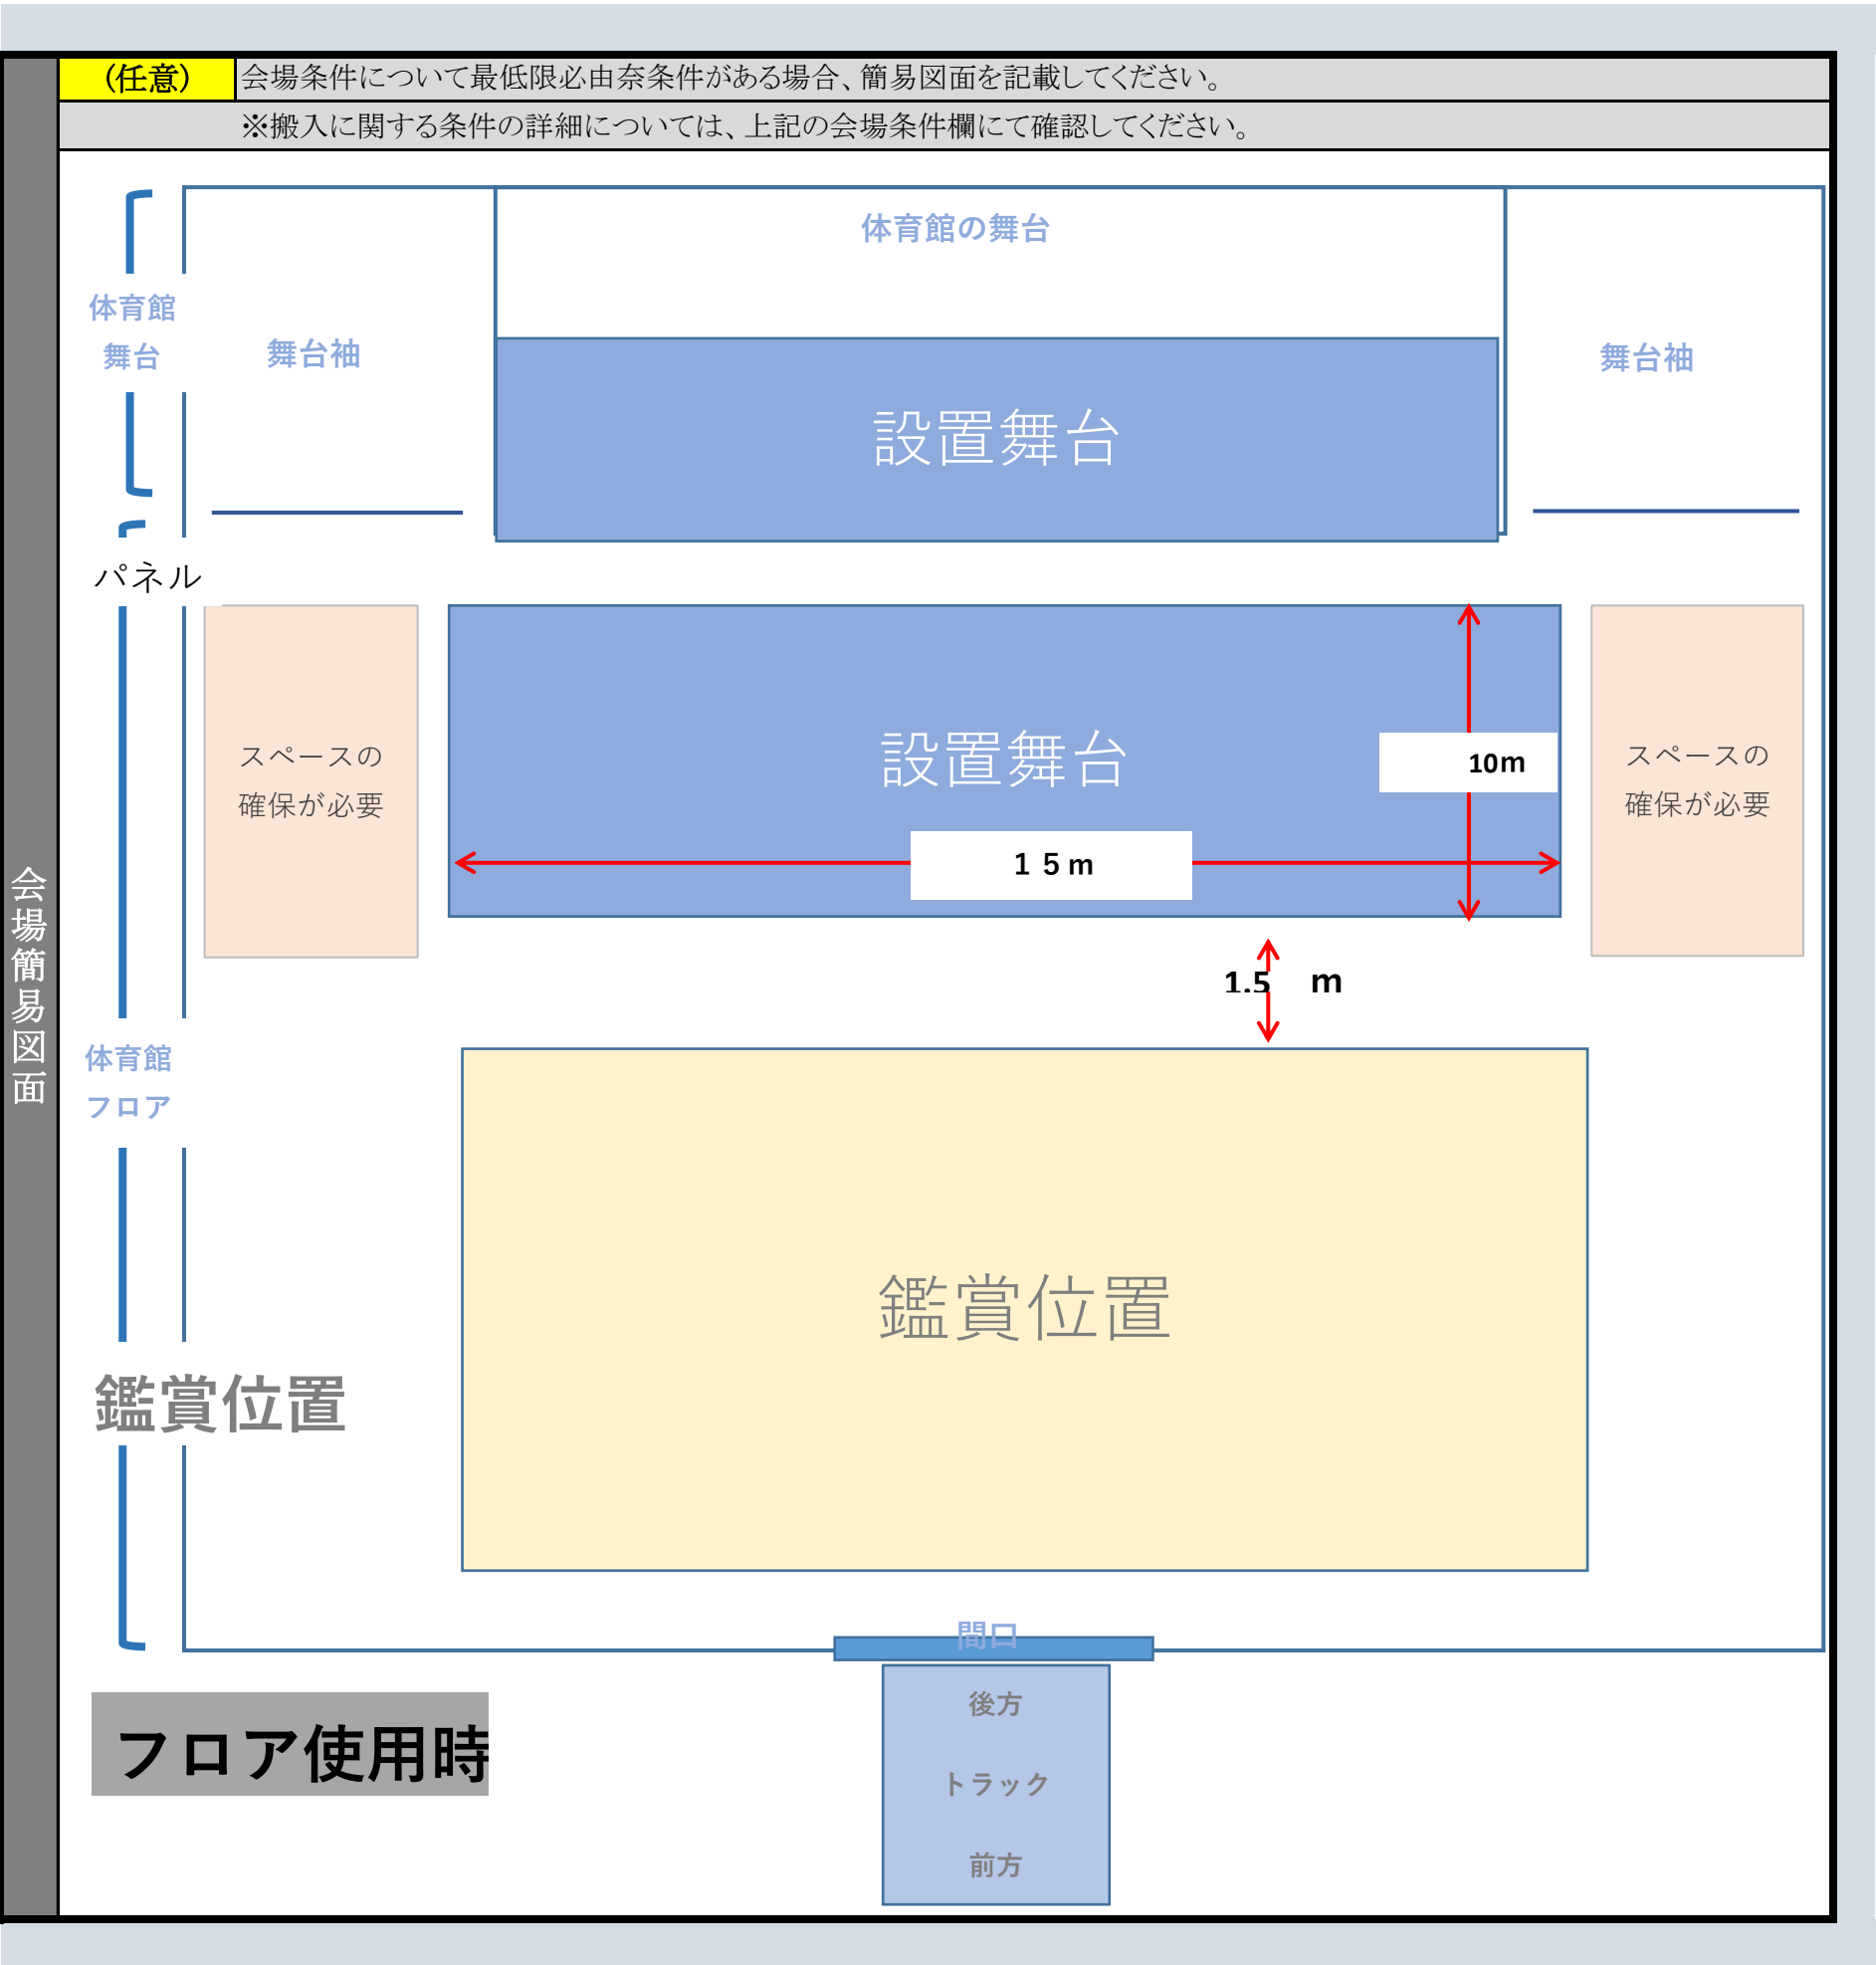 (任意)
会場条件について最低限必由奈条件がある場合、簡易図面を記載してください。
※搬入に関する条件の詳細については、上記の会場条件欄にて確認してください。
会場簡易図面
体育館の舞台
体育館
舞台
舞台袖
舞台袖
設置舞台
パネル
設置舞台
10m
スペースの
確保が必要
スペースの
確保が必要
15m
1.5 m
体育館
フロア
鑑賞位置
鑑賞位置
間口
後方
トラック
前方
フロア使用時